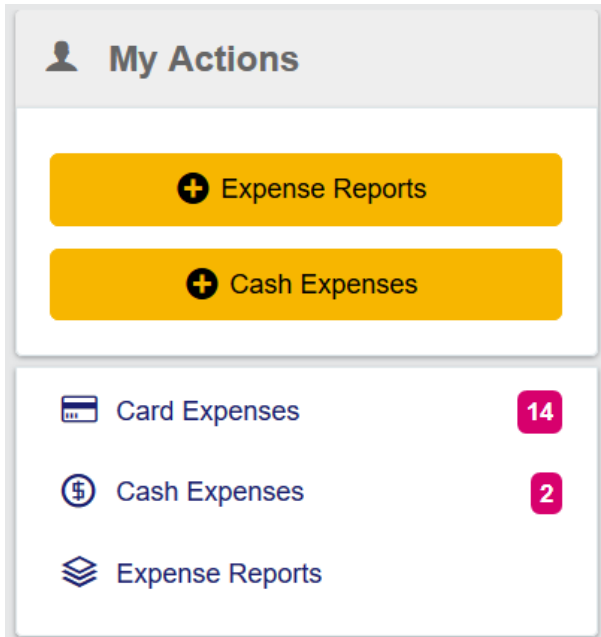 My Actions
Expense Reports
Cash Expenses
Card Expenses 14
Cash Expenses 2
Expense Reports